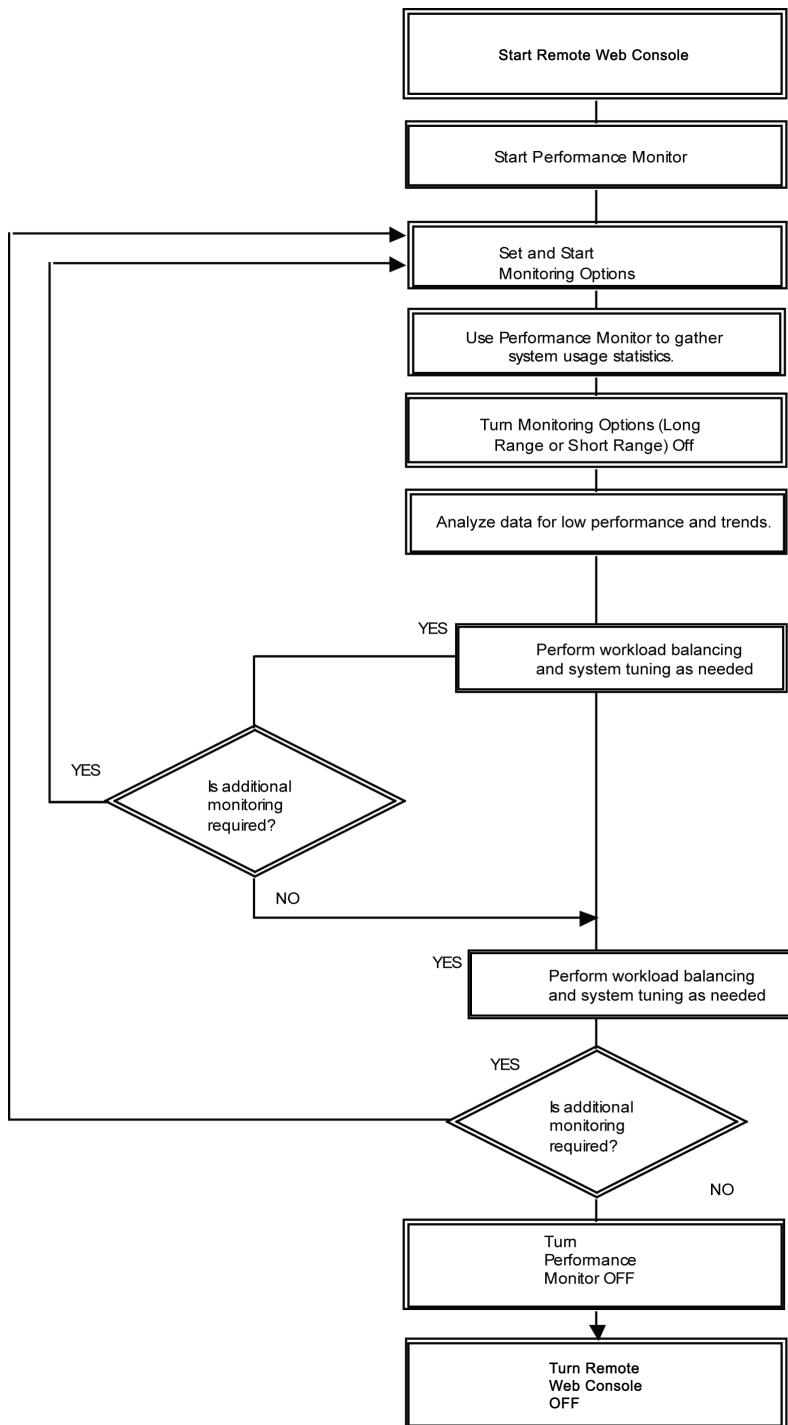 Start Remote Web Console
Start Performance Monitor
Set and Start
Monitoring Options
Use Performance Monitor to gather
system usage statistics.
Turn Monitoring Options (Long
Range or Short Range) Off
Analyze data for low performance and trends.
YES
Perform workload balancing
and system tuning as needed
YES
Is additional
monitoring
required?
NO
YES
Perform workload balancing
and system tuning as needed
YES
Is additional
monitoring
required?
NO
Turn
Performance
Monitor OFF
Turn Remote
Web Console
OFF